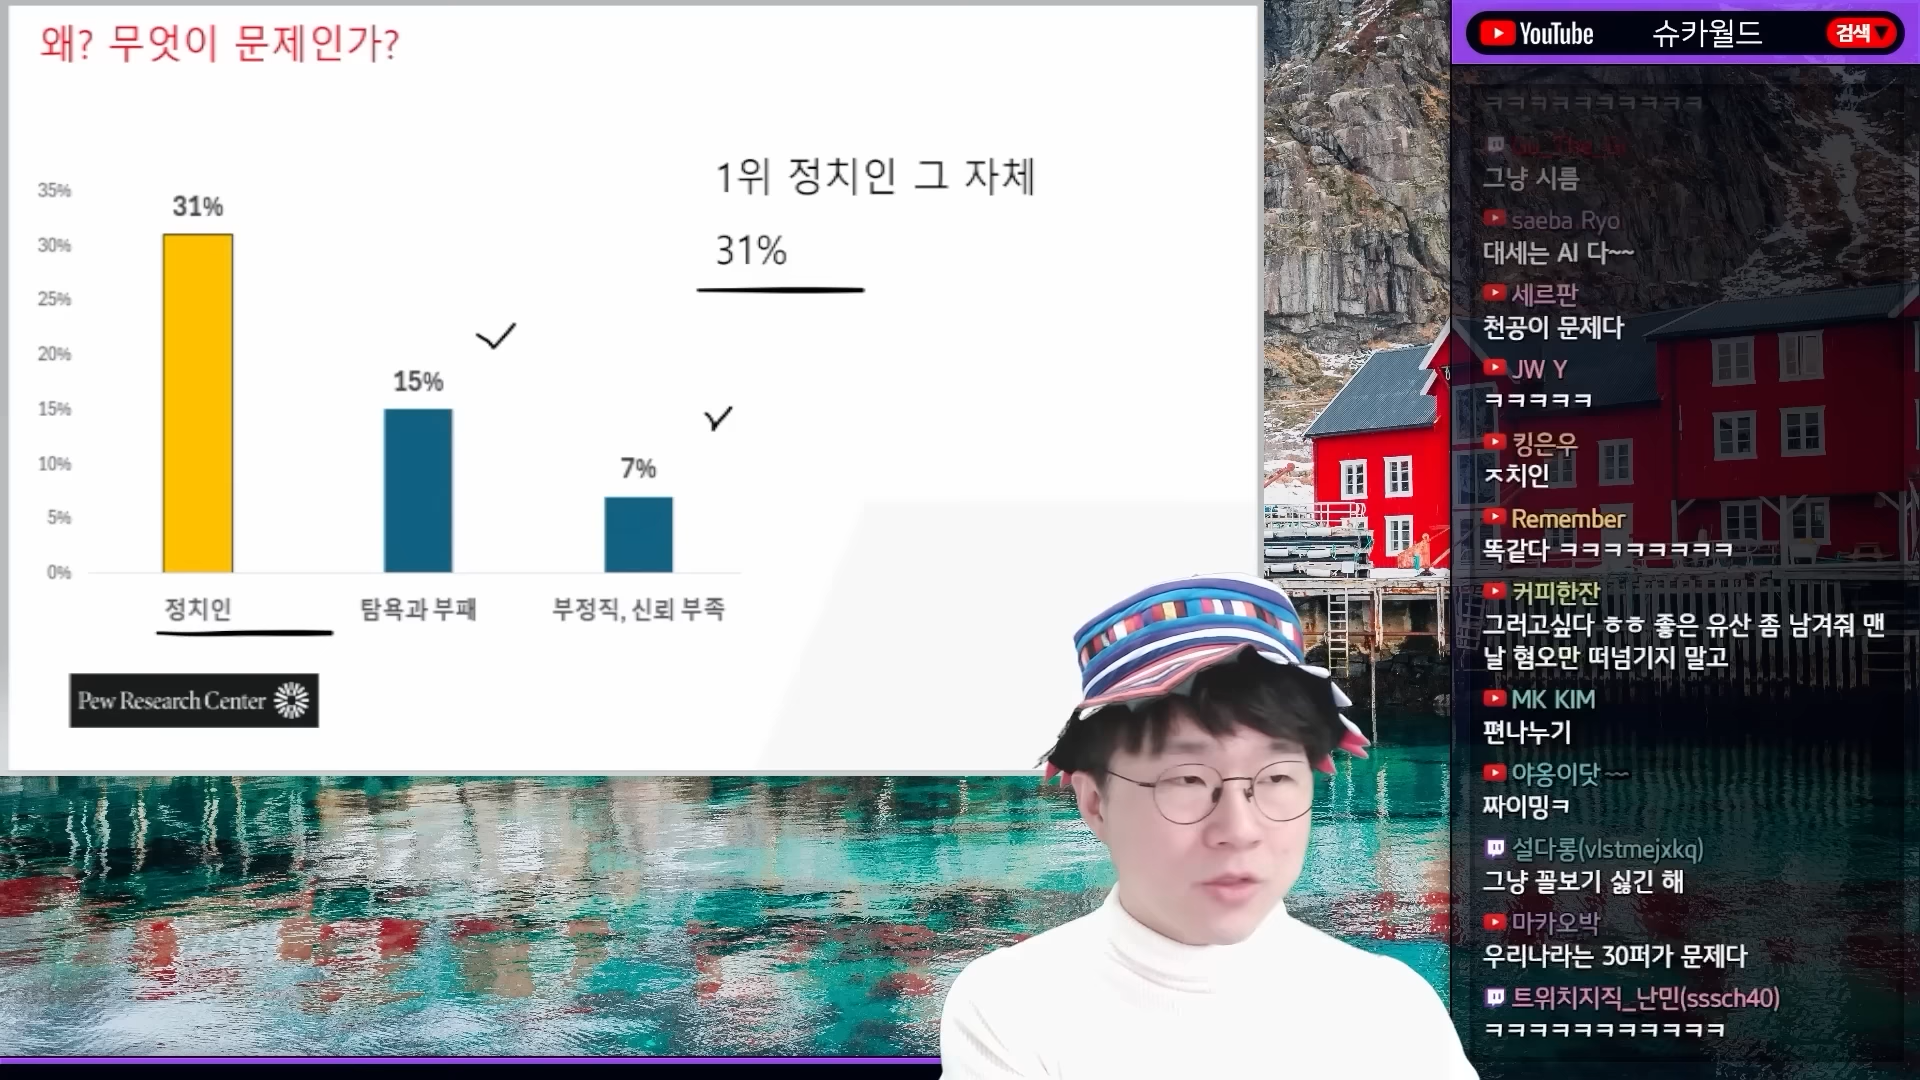 왜? 무엇이 문제인가?
1위 정치인 그 자체
31%
35%
30%
25%
20%
15%
10%
5%
0%
31%
15%
7%
정치인
탐욕과 부패
부정직, 신뢰 부족
Pew Research Center
YouTube 슈카월드 검색
ㅋㅋㅋㅋㅋㅋㅋㅋㅋㅋ
그냥 시름
saeba Ryo
대세는 AI 다~~
세르판
천공이 문제다
JW Y
ㅋㅋㅋㅋㅋ
킹은우
ㅈ치인
Remember
똑같다 ㅋㅋㅋㅋㅋㅋㅋㅋ
커피한잔
그러고싶다 ㅎㅎ 좋은 유산 좀 남겨줘 맨
날 혐오만 떠넘기지 말고
MK KIM
편나누기
야옹이닷~~
짜이밍ㅋ
설다롱(vlstmejxkq)
그냥 꼴보기 싫긴 해
마카오박
우리나라는 30퍼가 문제다
트위치지직_난민(sssch40)
ㅋㅋㅋㅋㅋㅋㅋㅋㅋㅋㅋ